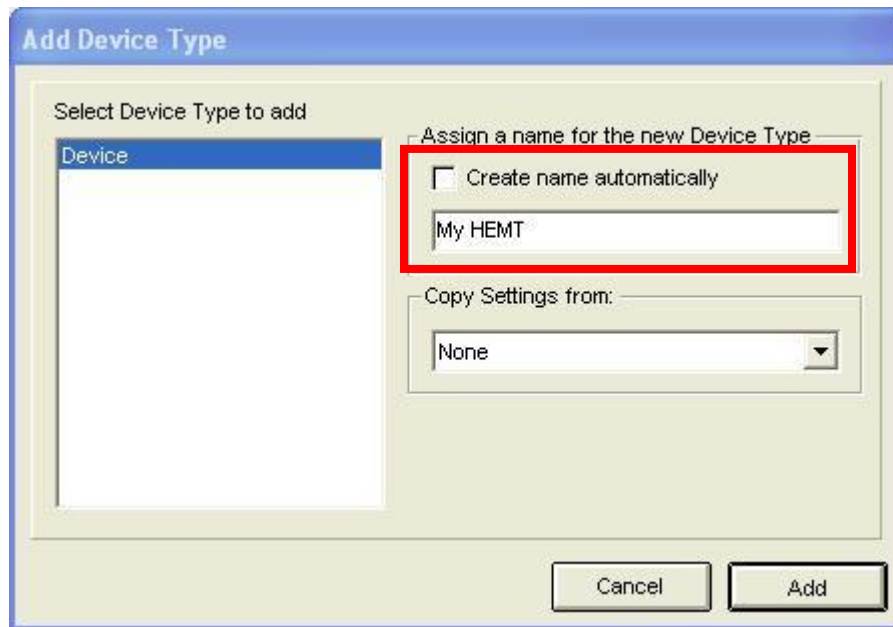 Add Device Type
Select Device Type to add
Device
Assign a name for the new Device Type
Create name automatically
My HEMT
Copy Settings from:
None
Cancel
Add